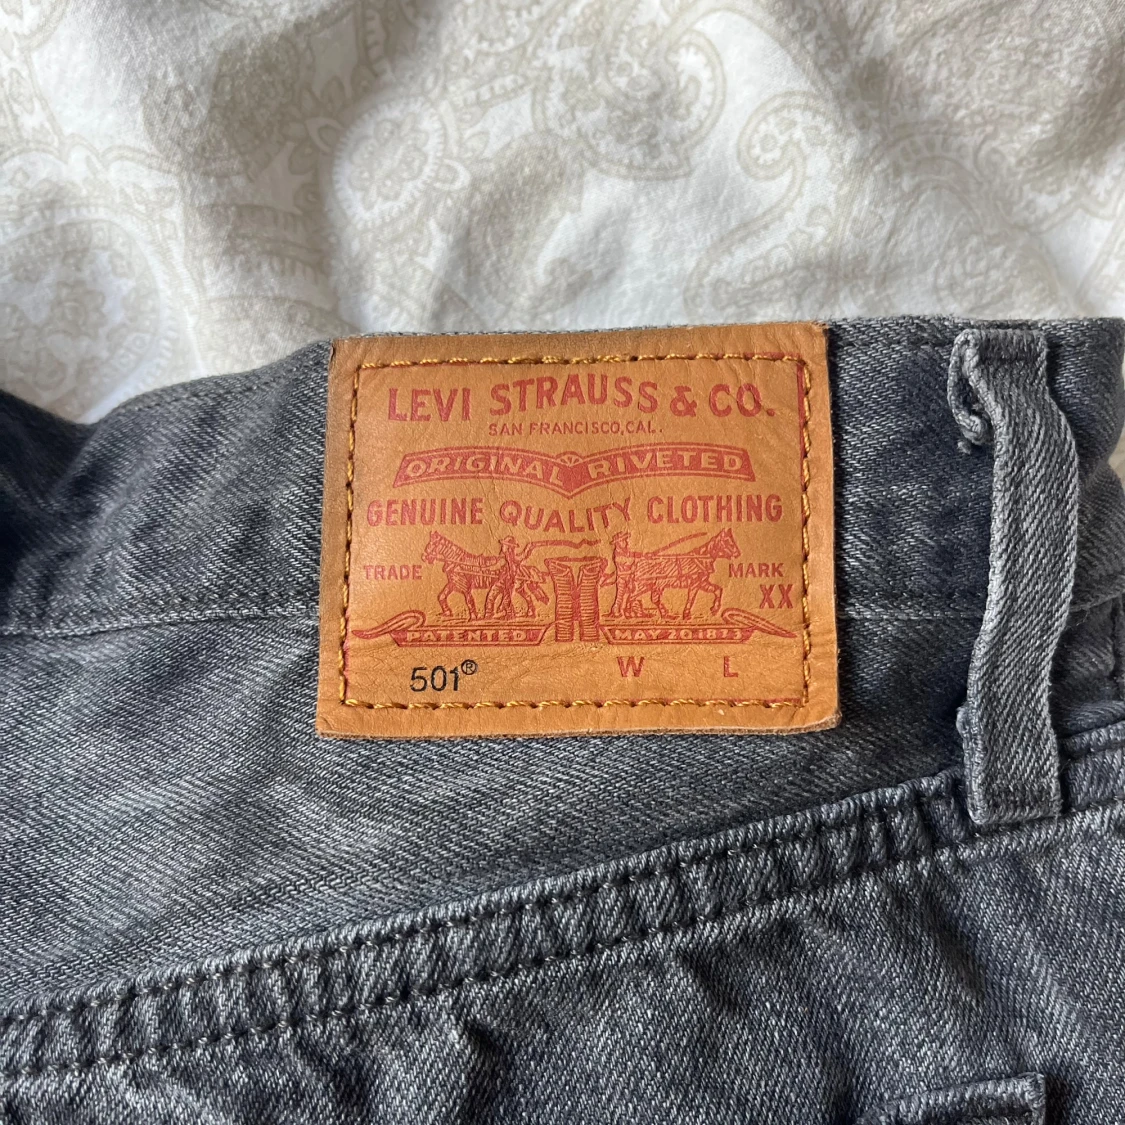 LEVI STRAUSS & CO.
SAN FRANCISCO, CAL.
ORIGINAL RIVETED
GENUINE QUALITY CLOTHING
TRADE MARK
XX
PATENTED MAY 20 1873
501® W L